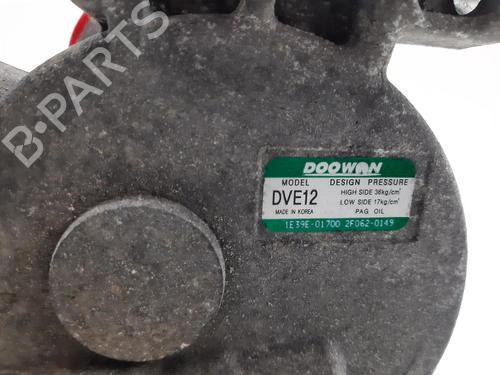 B-PARTS
DOOWON
MODEL DESIGN PRESSURE
DVE12
HIGH SIDE 36kg/cm²
LOW SIDE 17kg/cm²
MADE IN KOREA
PAG OIL
1E39E-01700 2F062-0149